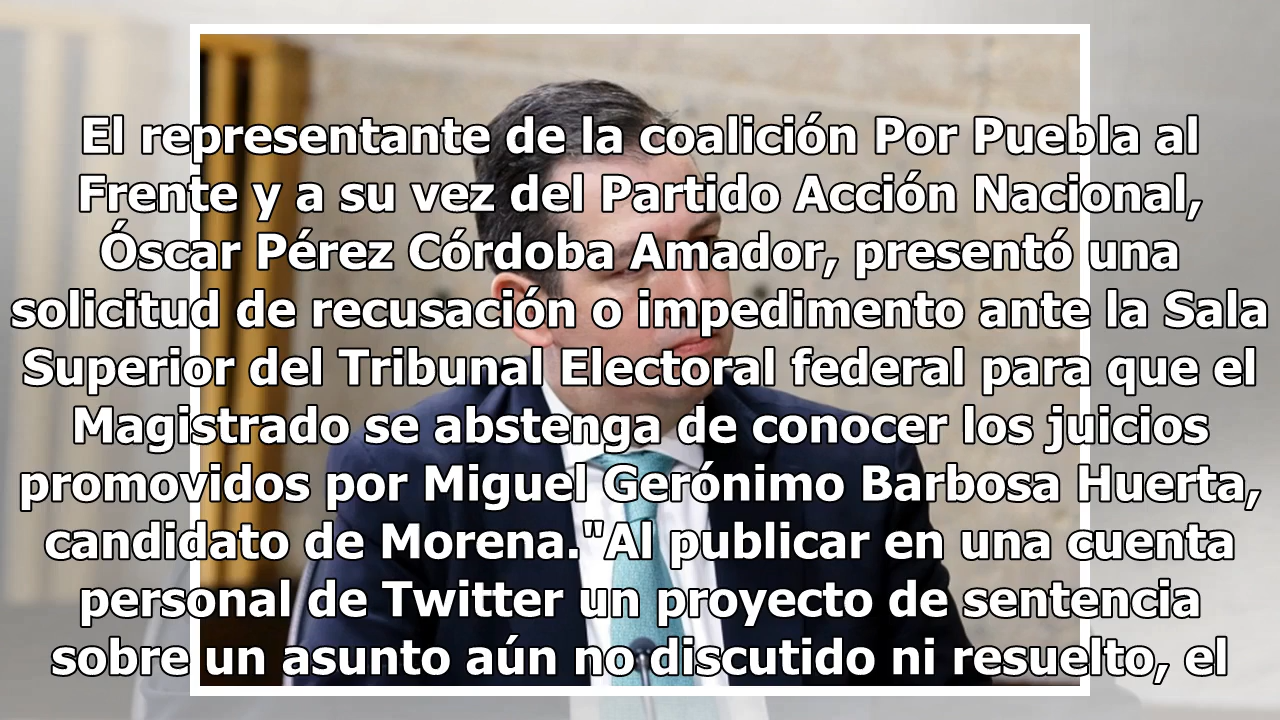 El representante de la coalición Por Puebla al
Frente y a su vez del Partido Acción Nacional,
Óscar Pérez Córdoba Amador, presentó una
solicitud de recusación o impedimento ante la Sala
Superior del Tribunal Electoral federal para que el
Magistrado se abstenga de conocer los juicios
promovidos por Miguel Gerónimo Barbosa Huerta,
candidato de Morena."Al publicar en una cuenta
personal de Twitter un proyecto de sentencia
sobre un asunto aún no discutido ni resuelto, el